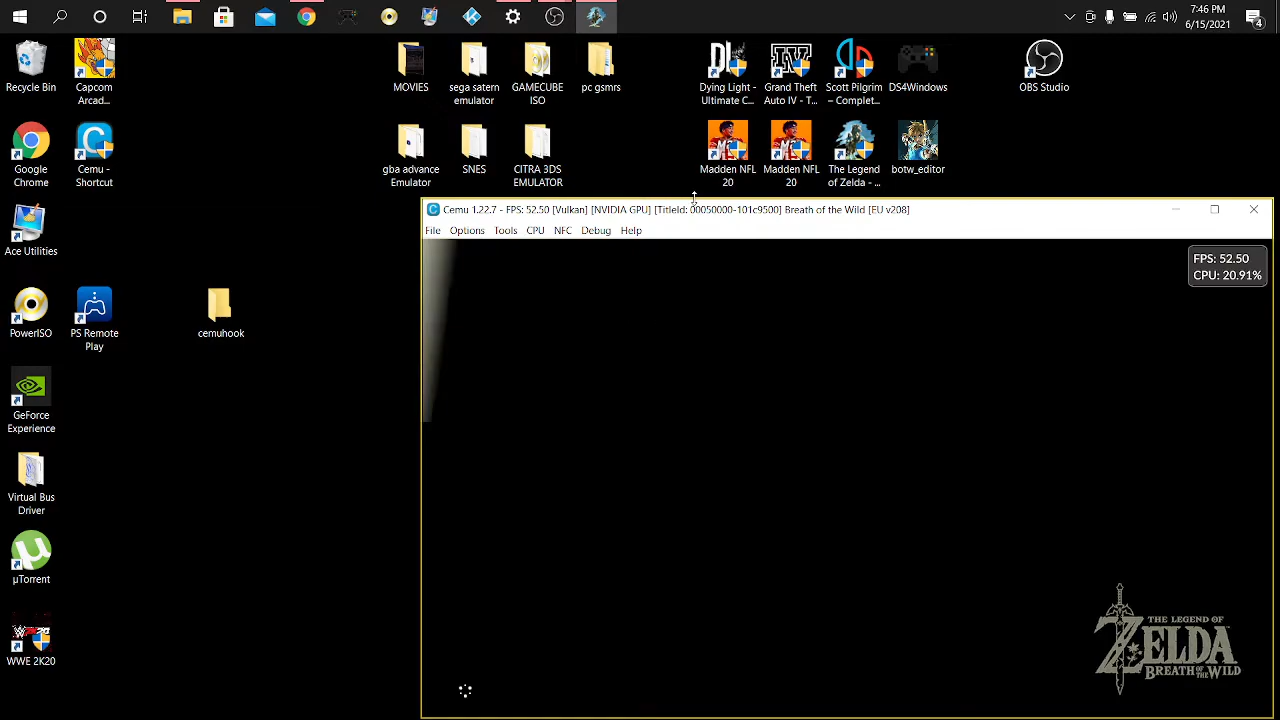 7:46 PM
6/15/2021
4
Recycle Bin
Capcom
Arcad...
MOVIES
sega satern
emulator
GAMECUBE
ISO
pc gsmrs
Dying Light -
Ultimate C...
Grand Theft
Auto IV - T...
Scott Pilgrim
– Complet...
DS4Windows
OBS Studio
Google
Chrome
Cemu -
Shortcut
gba advance
Emulator
SNES
CITRA 3DS
EMULATOR
Madden NFL
20
Madden NFL
20
The Legend
of Zelda - ...
botw_editor
Cemu 1.22.7 - FPS: 52.50 [Vulkan] [NVIDIA GPU] [TitleId: 00050000-101c9500] Breath of the Wild [EU v208]
File Options Tools CPU NFC Debug Help
FPS: 52.50
CPU: 20.91%
Ace Utilities
PowerISO
PS Remote
Play
cemuhook
GeForce
Experience
Virtual Bus
Driver
µTorrent
WWE 2K20
THE LEGEND OF
ZELDA
BREATH OF THE WILD